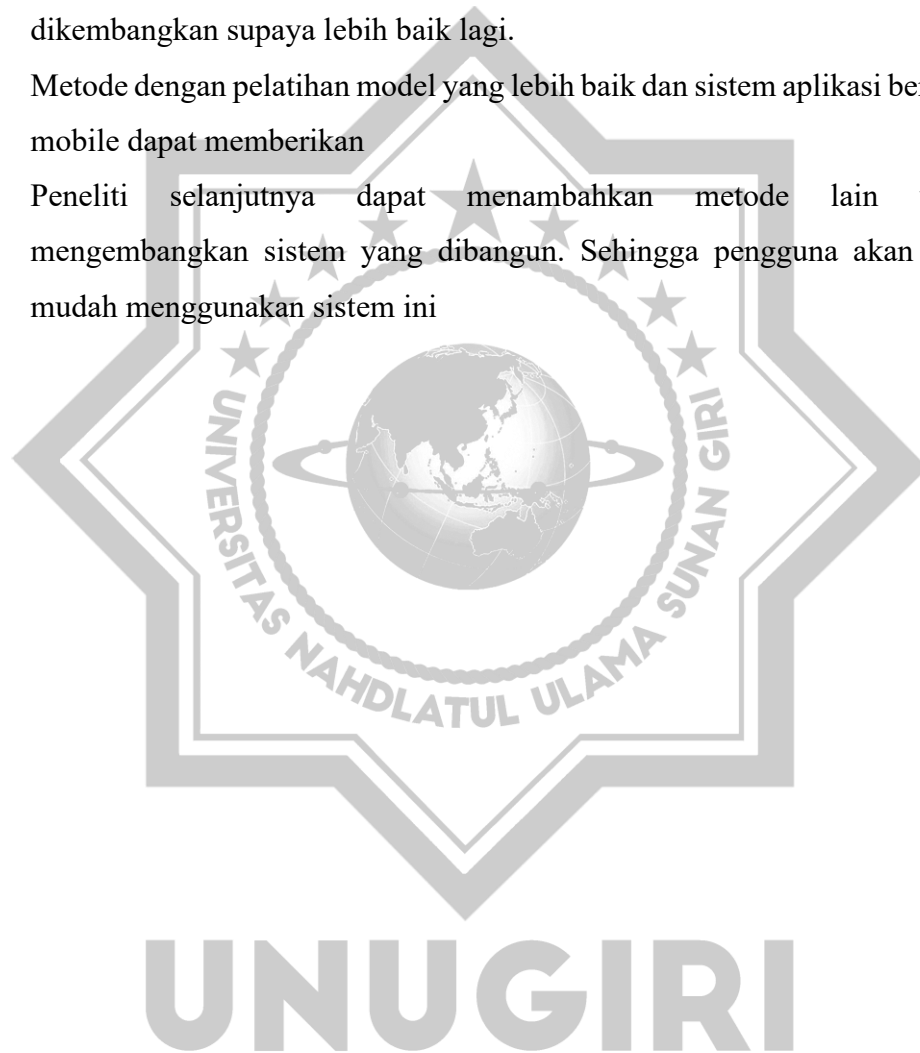 dikembangkan supaya lebih baik lagi.
Metode dengan pelatihan model yang lebih baik dan sistem aplikasi
mobile dapat memberikan
Peneliti selanjutnya dapat menambahkan metode lain
mengembangkan sistem yang dibangun. Sehingga pengguna akan
mudah menggunakan sistem ini
UNIVERSITAS NAHDLATUL ULAMA SUNAN GIRI
UNUGIRI